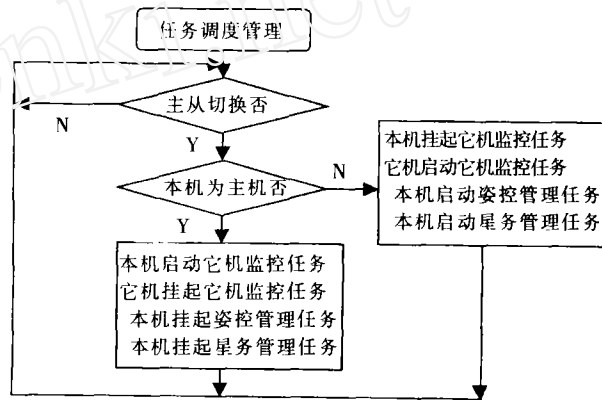 任务调度管理
主从切换否
N
Y
本机为主机否
N
Y
本机挂起它机监控任务
它机启动它机监控任务
本机启动姿控管理任务
本机启动星务管理任务
本机启动它机监控任务
它机挂起它机监控任务
本机挂起姿控管理任务
本机挂起星务管理任务